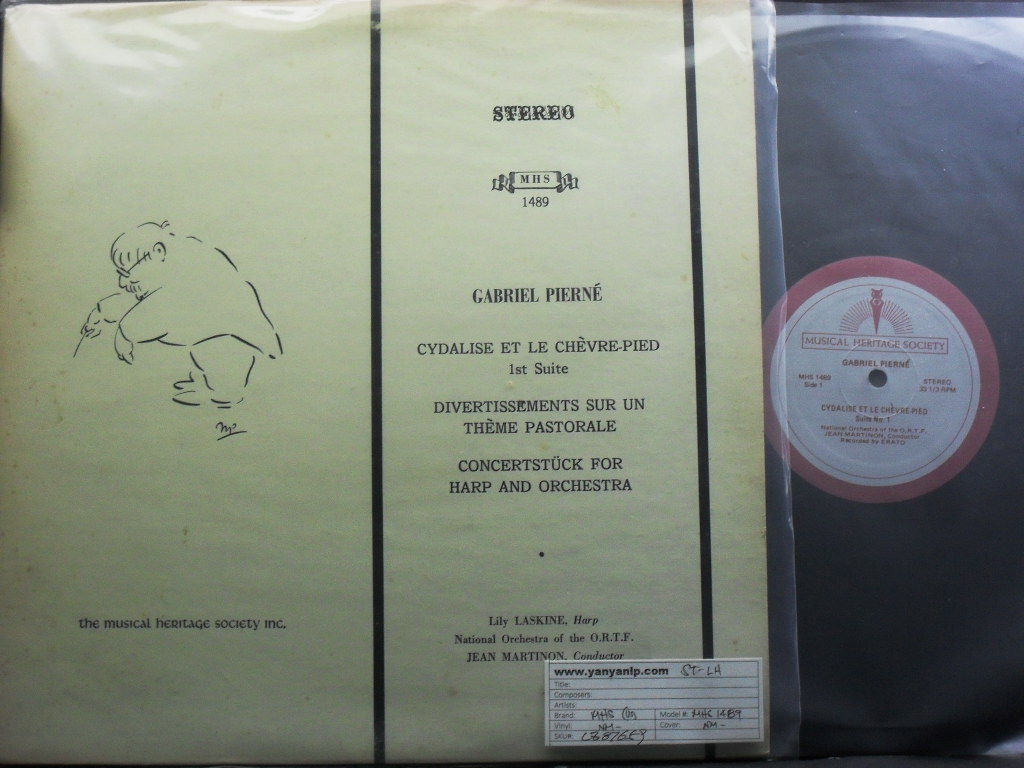 STEREO
MHS
1489
GABRIEL PIERNÉ
CYDALISE ET LE CHÈVRE-PIED
1st Suite
DIVERTISSEMENTS SUR UN
THÈME PASTORALE
CONCERTSTÜCK FOR
HARP AND ORCHESTRA
Lily LASKINE, Harp
National Orchestra of the O.R.T.F.
JEAN MARTINON, Conductor
the musical heritage society inc.
www.yanyanlp.com ST-LH
Title:
Composers:
Artists:
Brand: MHS Model #: MHS 1489
Vinyl: NM- Cover: NM-
SKU#:
MUSICAL HERITAGE SOCIETY
GABRIEL PIERNÉ
MHS 1489
Side 1
STEREO
33 1/3 RPM
CYDALISE ET LE CHÈVRE-PIED
Suite No. 1
National Orchestra of the O.R.T.F.
JEAN MARTINON, Conductor
Recorded by ERATO